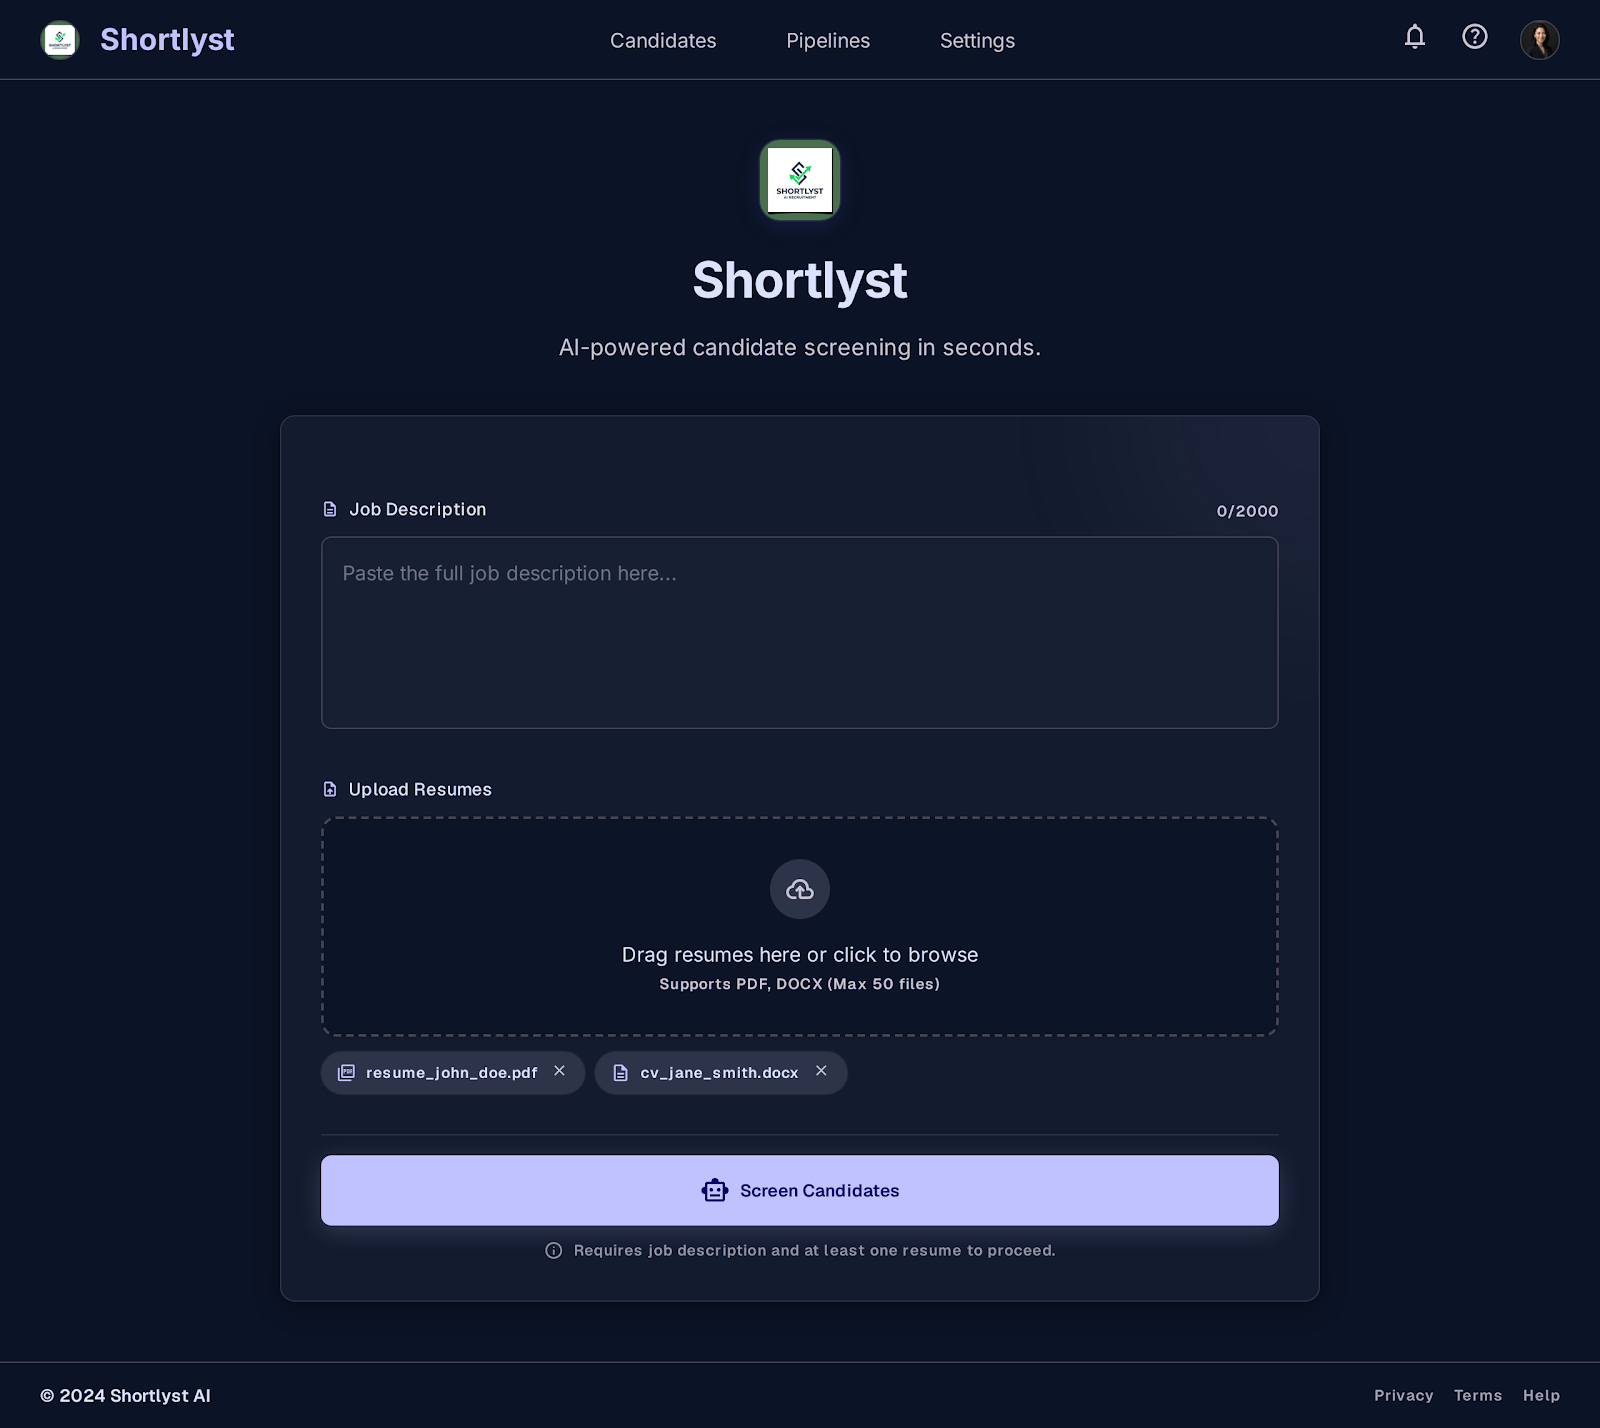 Shortlyst
Candidates
Pipelines
Settings
SHORTLYST
AI RECRUITMENT
Shortlyst
AI-powered candidate screening in seconds.
Job Description
0/2000
Paste the full job description here...
Upload Resumes
Drag resumes here or click to browse
Supports PDF, DOCX (Max 50 files)
PDF
resume_john_doe.pdf
cv_jane_smith.docx
Screen Candidates
Requires job description and at least one resume to proceed.
© 2024 Shortlyst AI
Privacy
Terms
Help